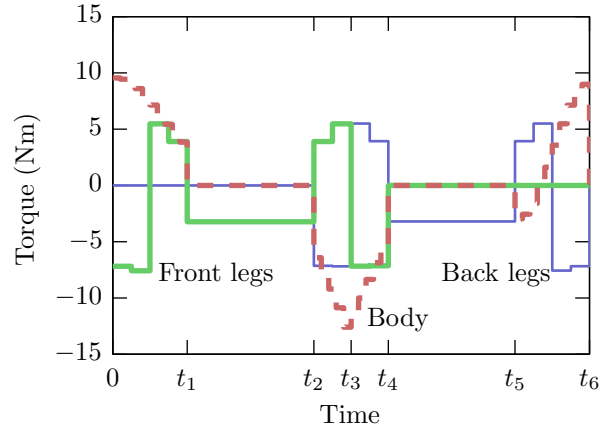 15
10
5
0
−5
−10
−15
Torque (Nm)
Front legs
Back legs
Body
0 t₁ t₂ t₃ t₄ t₅ t₆
Time